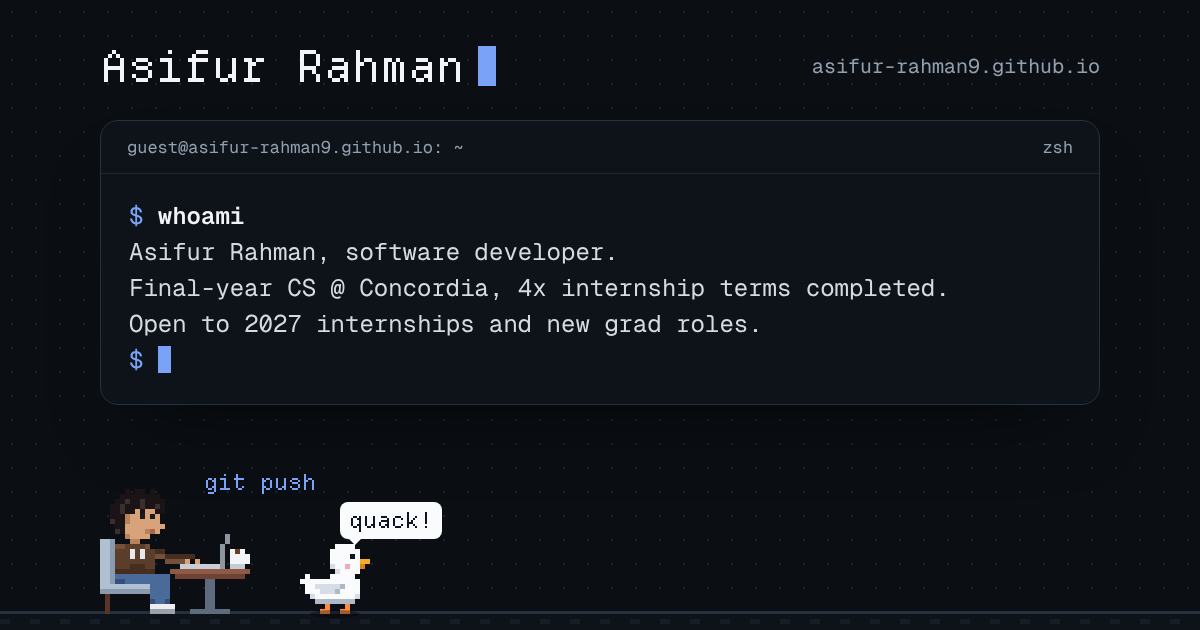 Asifur Rahman
asifur-rahman9.github.io
guest@asifur-rahman9.github.io: ~
zsh
$ whoami
Asifur Rahman, software developer.
Final-year CS @ Concordia, 4x internship terms completed.
Open to 2027 internships and new grad roles.
$
git push
quack!